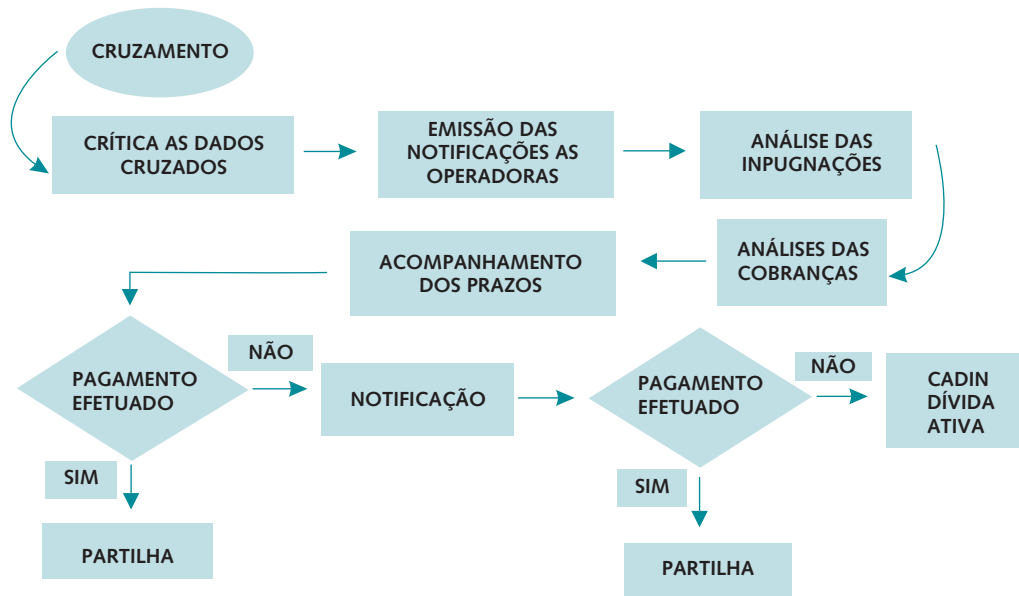 CRUZAMENTO
CRÍTICA AS DADOS
CRUZADOS
EMISSÃO DAS
NOTIFICAÇÕES AS
OPERADORAS
ANÁLISE DAS
INPUGNAÇÕES
ANÁLISES DAS
COBRANÇAS
ACOMPANHAMENTO
DOS PRAZOS
PAGAMENTO
EFETUADO
NÃO
NOTIFICAÇÃO
PAGAMENTO
EFETUADO
NÃO
CADIN
DÍVIDA
ATIVA
SIM
PARTILHA
SIM
PARTILHA